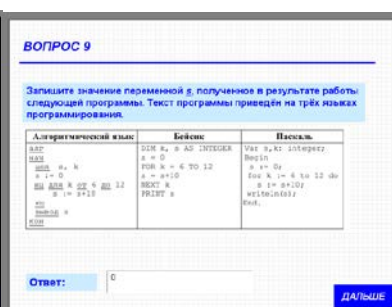 ВОПРОС 9
Запишите значение переменной s, полученное в результате работы
следующей программы. Текст программы приведён на трёх языках
программирования.
Алгоритмический язык
алг
нач
цел s, k
s := 0
нц для k от 6 до 12
s := s+10
кц
вывод s
кон
Бейсик
DIM k, s AS INTEGER
s = 0
FOR k = 6 TO 12
s = s+10
NEXT k
PRINT s
Паскаль
Var s,k: integer;
Begin
s := 0;
for k := 6 to 12 do
s := s+10;
writeln(s);
End.
Ответ:
0
ДАЛЬШЕ